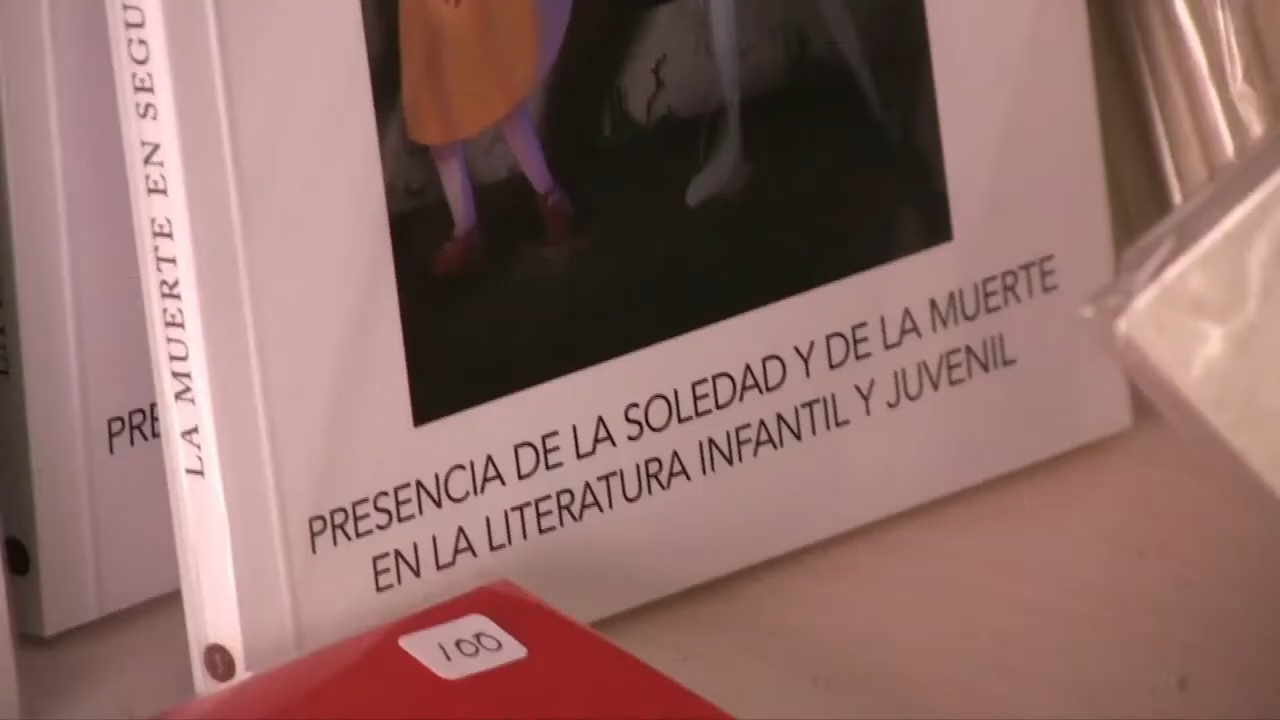 LA MUERTE EN SEGU
PRE
PRESENCIA DE LA SOLEDAD Y DE LA MUERTE
EN LA LITERATURA INFANTIL Y JUVENIL
100